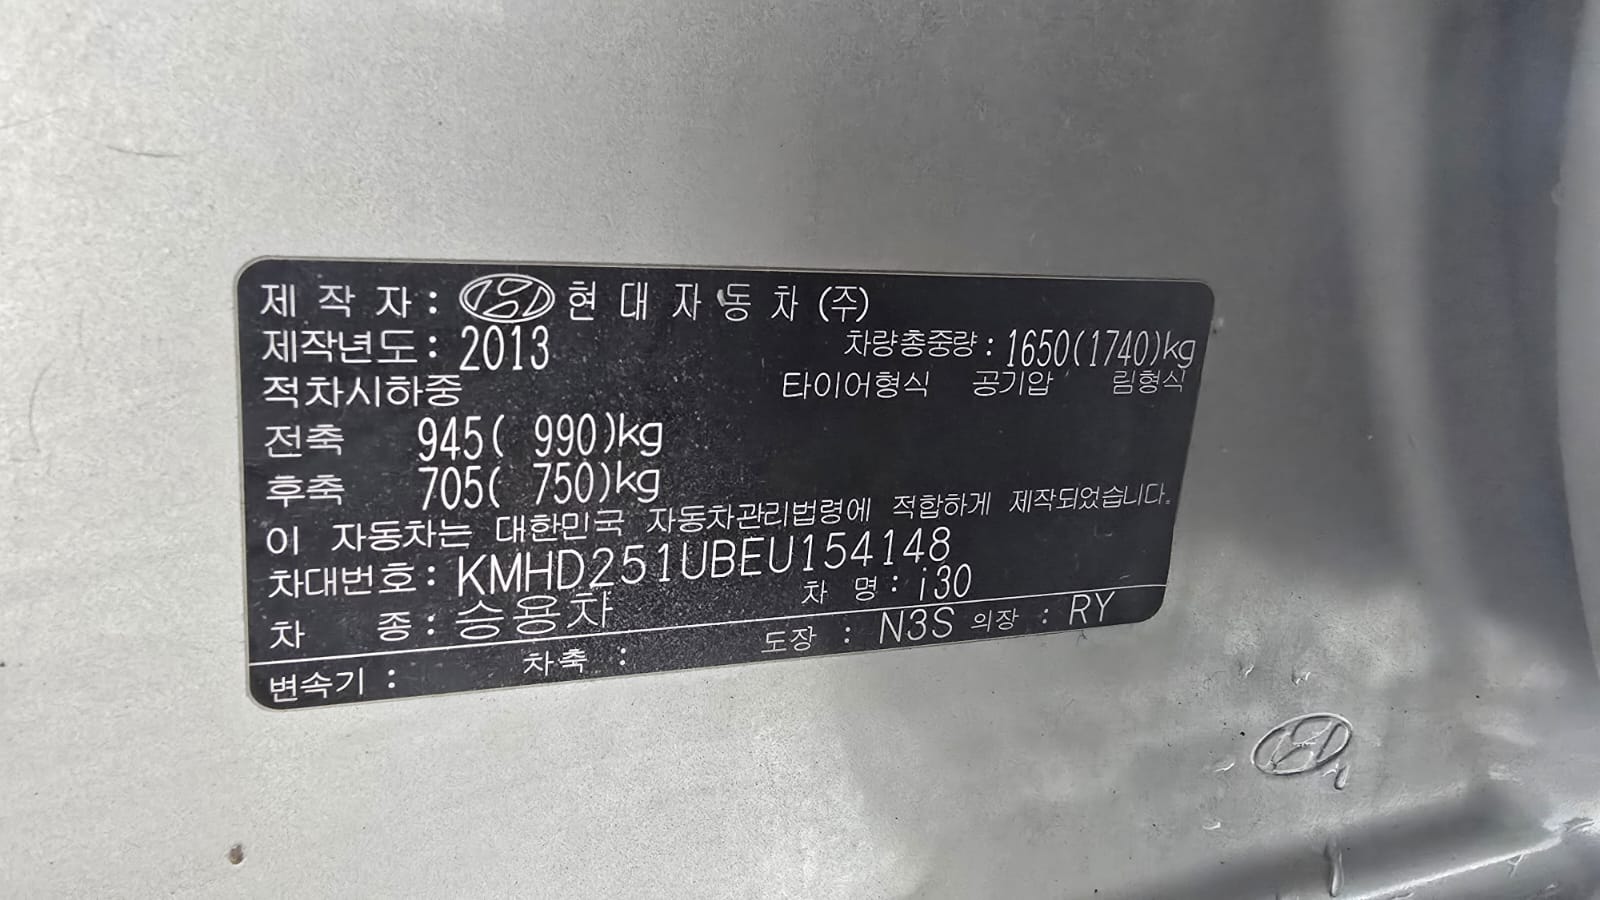 제 작 자 : 현 대 자 동 차 (주)
제작년도 : 2013 차량총중량 : 1650(1740)kg
적차시하중 타이어형식 공기압 림형식
전축 945( 990)kg
후축 705( 750)kg
이 자동차는 대한민국 자동차관리법령에 적합하게 제작되었습니다.
차대번호 : KMHD251UBEU154148
차 종 : 승용차 차 명 : i30
변속기 : 차축 : 도장 : N3S 의장 : RY